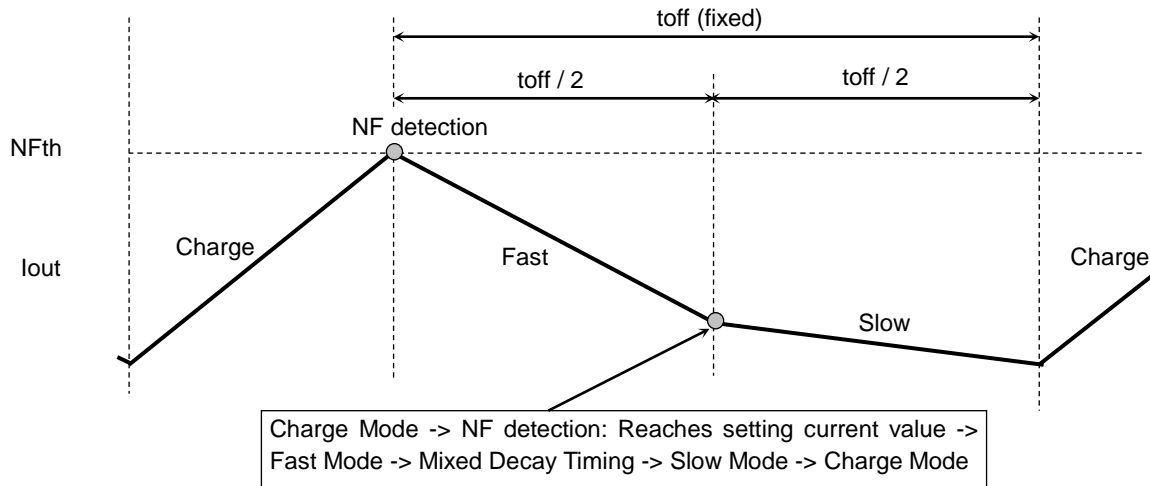 toff (fixed)
toff / 2
toff / 2
NF detection
NFth
Charge
Iout
Fast
Charge
Slow
Charge Mode -> NF detection: Reaches setting current value ->
Fast Mode -> Mixed Decay Timing -> Slow Mode -> Charge Mode